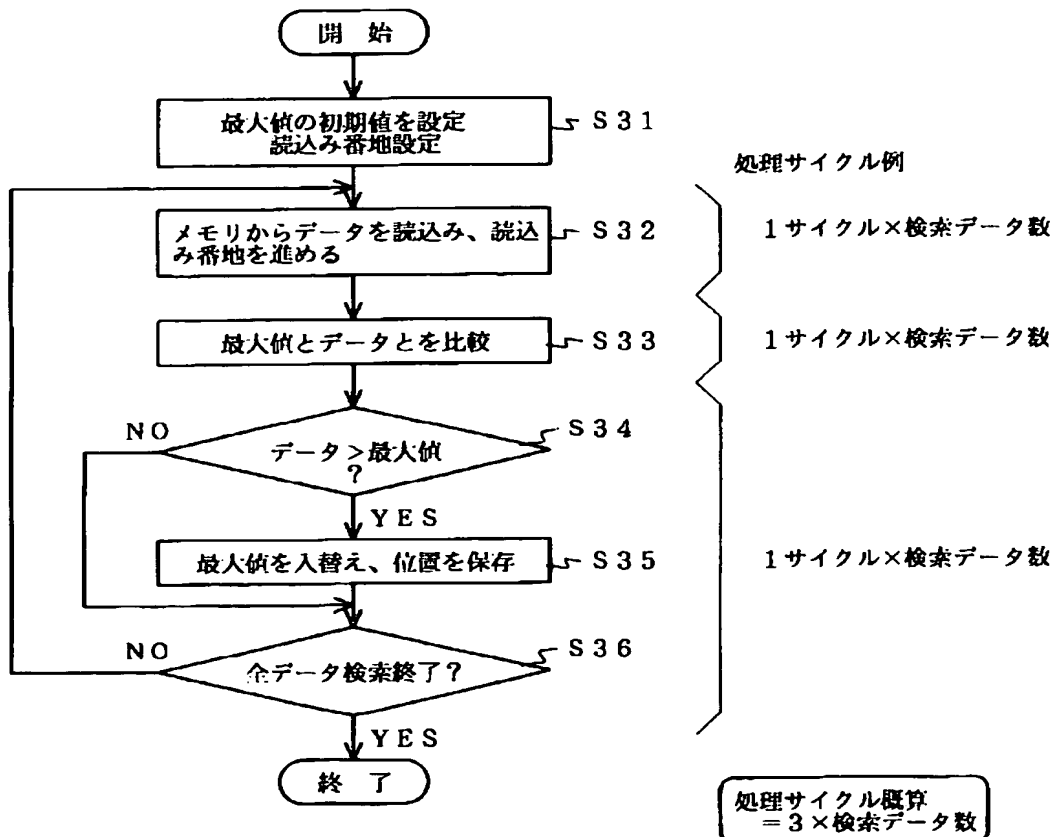 開 始
最大値の初期値を設定
読込み番地設定
S31
処理サイクル例
メモリからデータを読込み、読込
み番地を進める
S32
1サイクル×検索データ数
最大値とデータとを比較
S33
1サイクル×検索データ数
NO
S34
データ>最大値
?
YES
最大値を入替え、位置を保存
S35
1サイクル×検索データ数
NO
S36
全データ検索終了?
YES
終 了
処理サイクル概算
=3×検索データ数